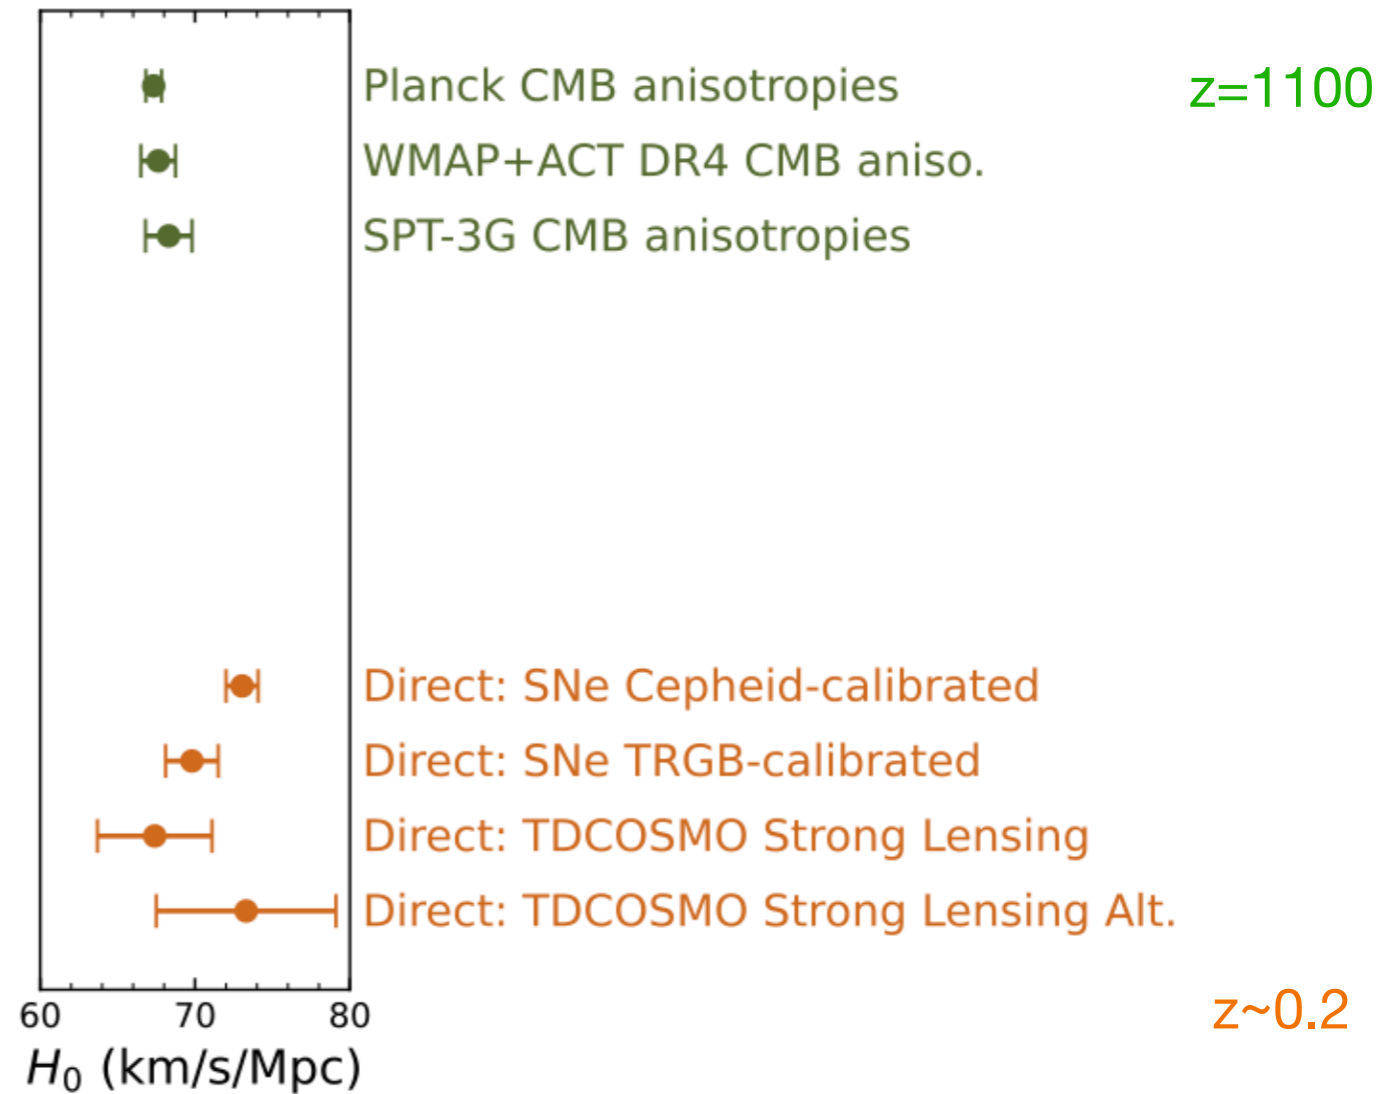 Planck CMB anisotropies
z=1100
WMAP+ACT DR4 CMB aniso.
SPT-3G CMB anisotropies
Direct: SNe Cepheid-calibrated
Direct: SNe TRGB-calibrated
Direct: TDCOSMO Strong Lensing
Direct: TDCOSMO Strong Lensing Alt.
60 70 80
z~0.2
H₀ (km/s/Mpc)